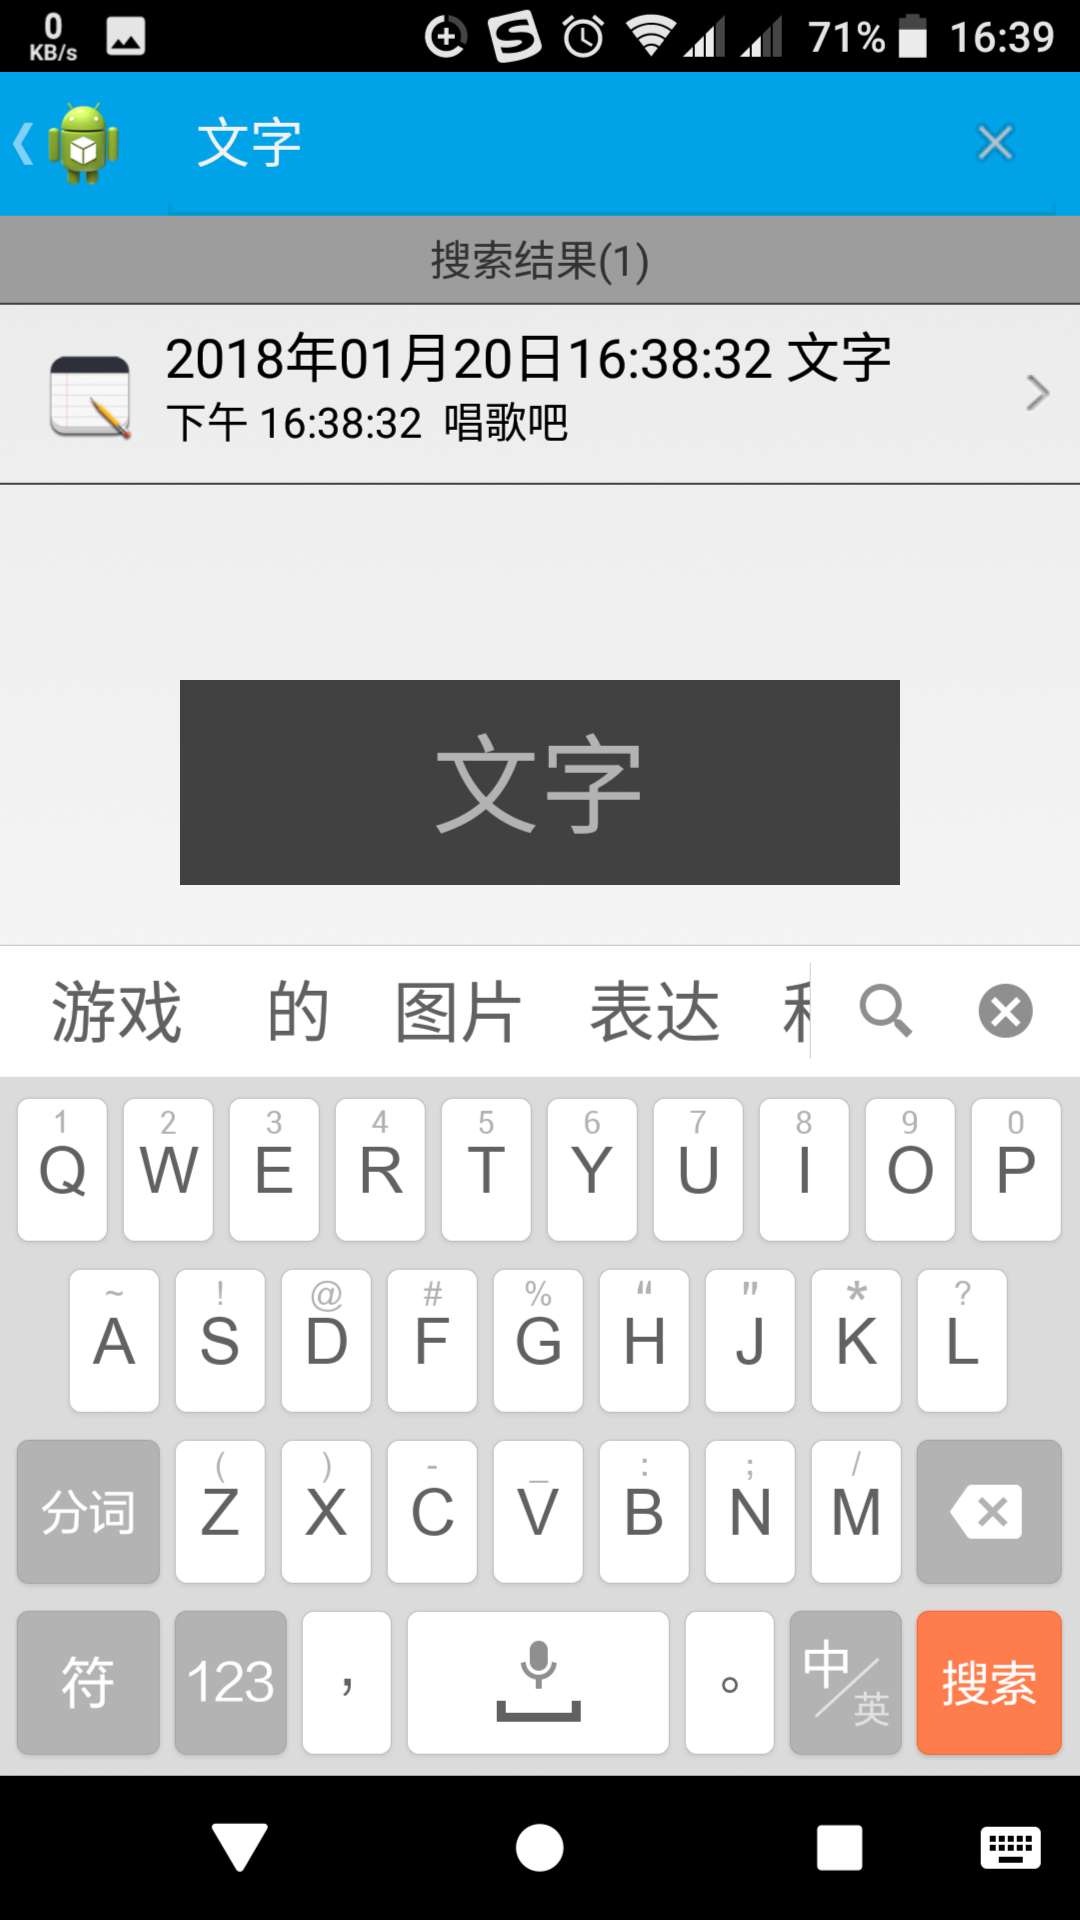 0
KB/s
71%
16:39
文字
搜索结果(1)
2018年01月20日16:38:32 文字
下午 16:38:32 唱歌吧
文字
游戏 的 图片 表达
1 2 3 4 5 6 7 8 9 0
Q W E R T Y U I O P
~ ! @ # % “ " * ?
A S D F G H J K L
( ) - _ : ; /
分词 Z X C V B N M
符 123 , 。 中/英 搜索